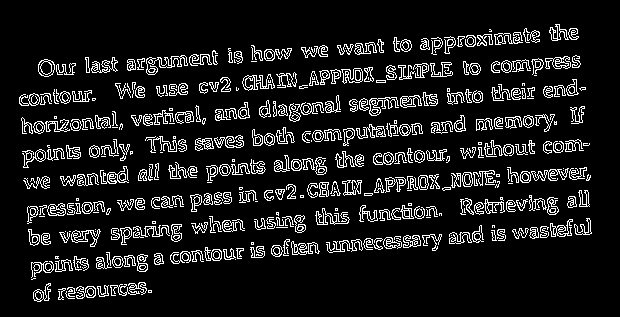 Our last argument is how we want to approximate the
contour. We use cv2.CHAIN_APPROX_SIMPLE to compress
horizontal, vertical, and diagonal segments into their end-
points only. This saves both computation and memory. If
we wanted all the points along the contour, without com-
pression, we can pass in cv2.CHAIN_APPROX_NONE; however,
be very sparing when using this function. Retrieving all
points along a contour is often unnecessary and is wasteful
of resources.